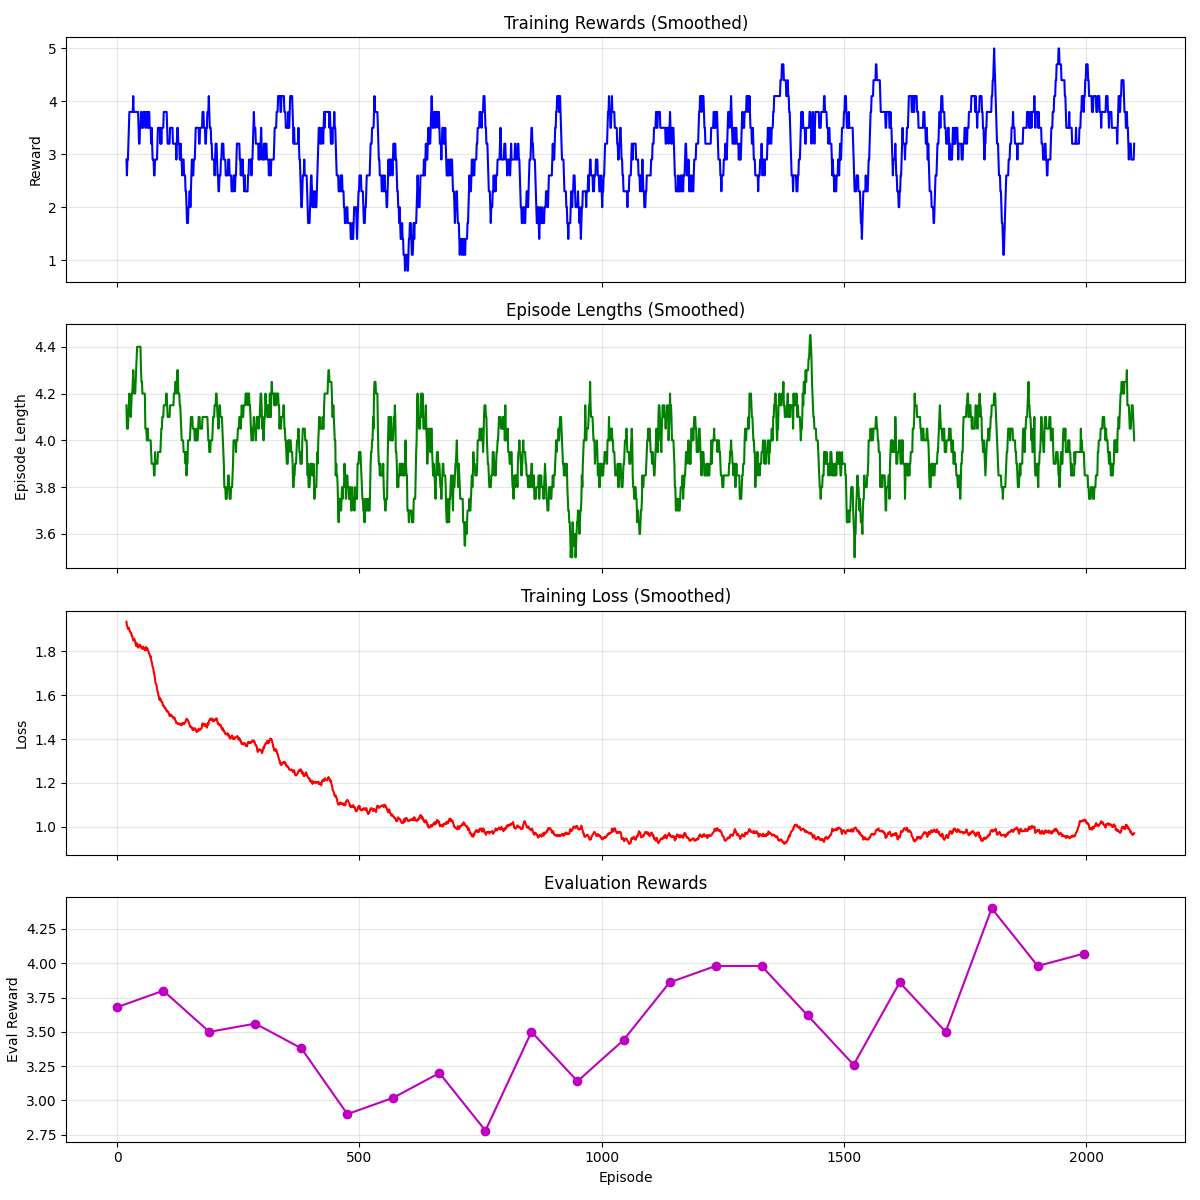 Training Rewards (Smoothed)
5
4
3
2
1
Reward
Episode Lengths (Smoothed)
4.4
4.2
4.0
3.8
3.6
Episode Length
Training Loss (Smoothed)
1.8
1.6
1.4
1.2
1.0
Loss
Evaluation Rewards
4.25
4.00
3.75
3.50
3.25
3.00
2.75
Eval Reward
0 500 1000 1500 2000
Episode